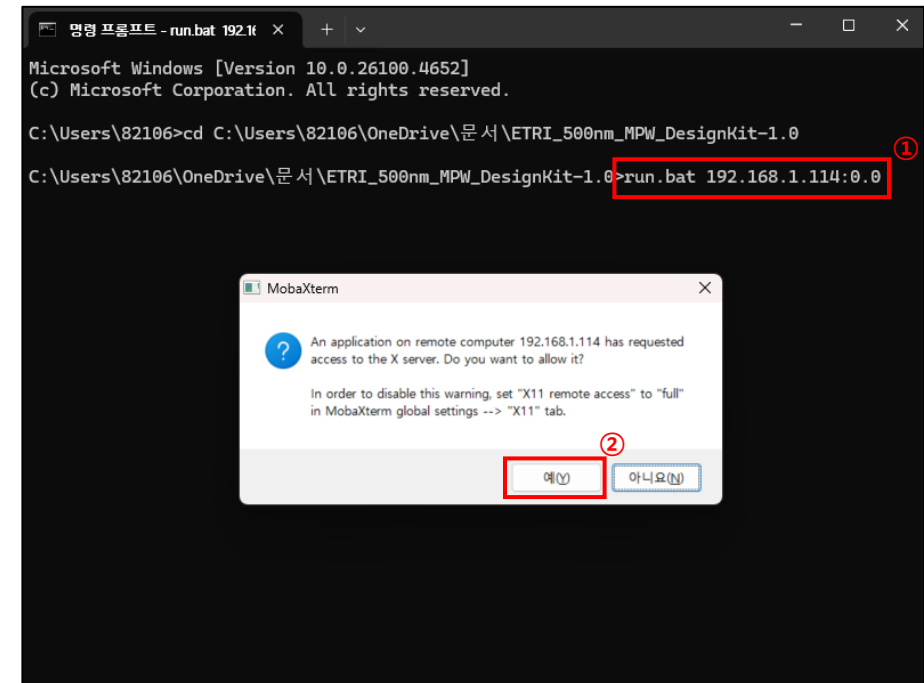 명령 프롬프트 - run.bat 192.16
Microsoft Windows [Version 10.0.26100.4652]
(c) Microsoft Corporation. All rights reserved.
C:\Users\82106>cd C:\Users\82106\OneDrive\문서\ETRI_500nm_MPW_DesignKit-1.0
①
C:\Users\82106\OneDrive\문서\ETRI_500nm_MPW_DesignKit-1.0>run.bat 192.168.1.114:0.0
MobaXterm
An application on remote computer 192.168.1.114 has requested
access to the X server. Do you want to allow it?
In order to disable this warning, set "X11 remote access" to "full"
in MobaXterm global settings --> "X11" tab.
②
예(Y)
아니요(N)